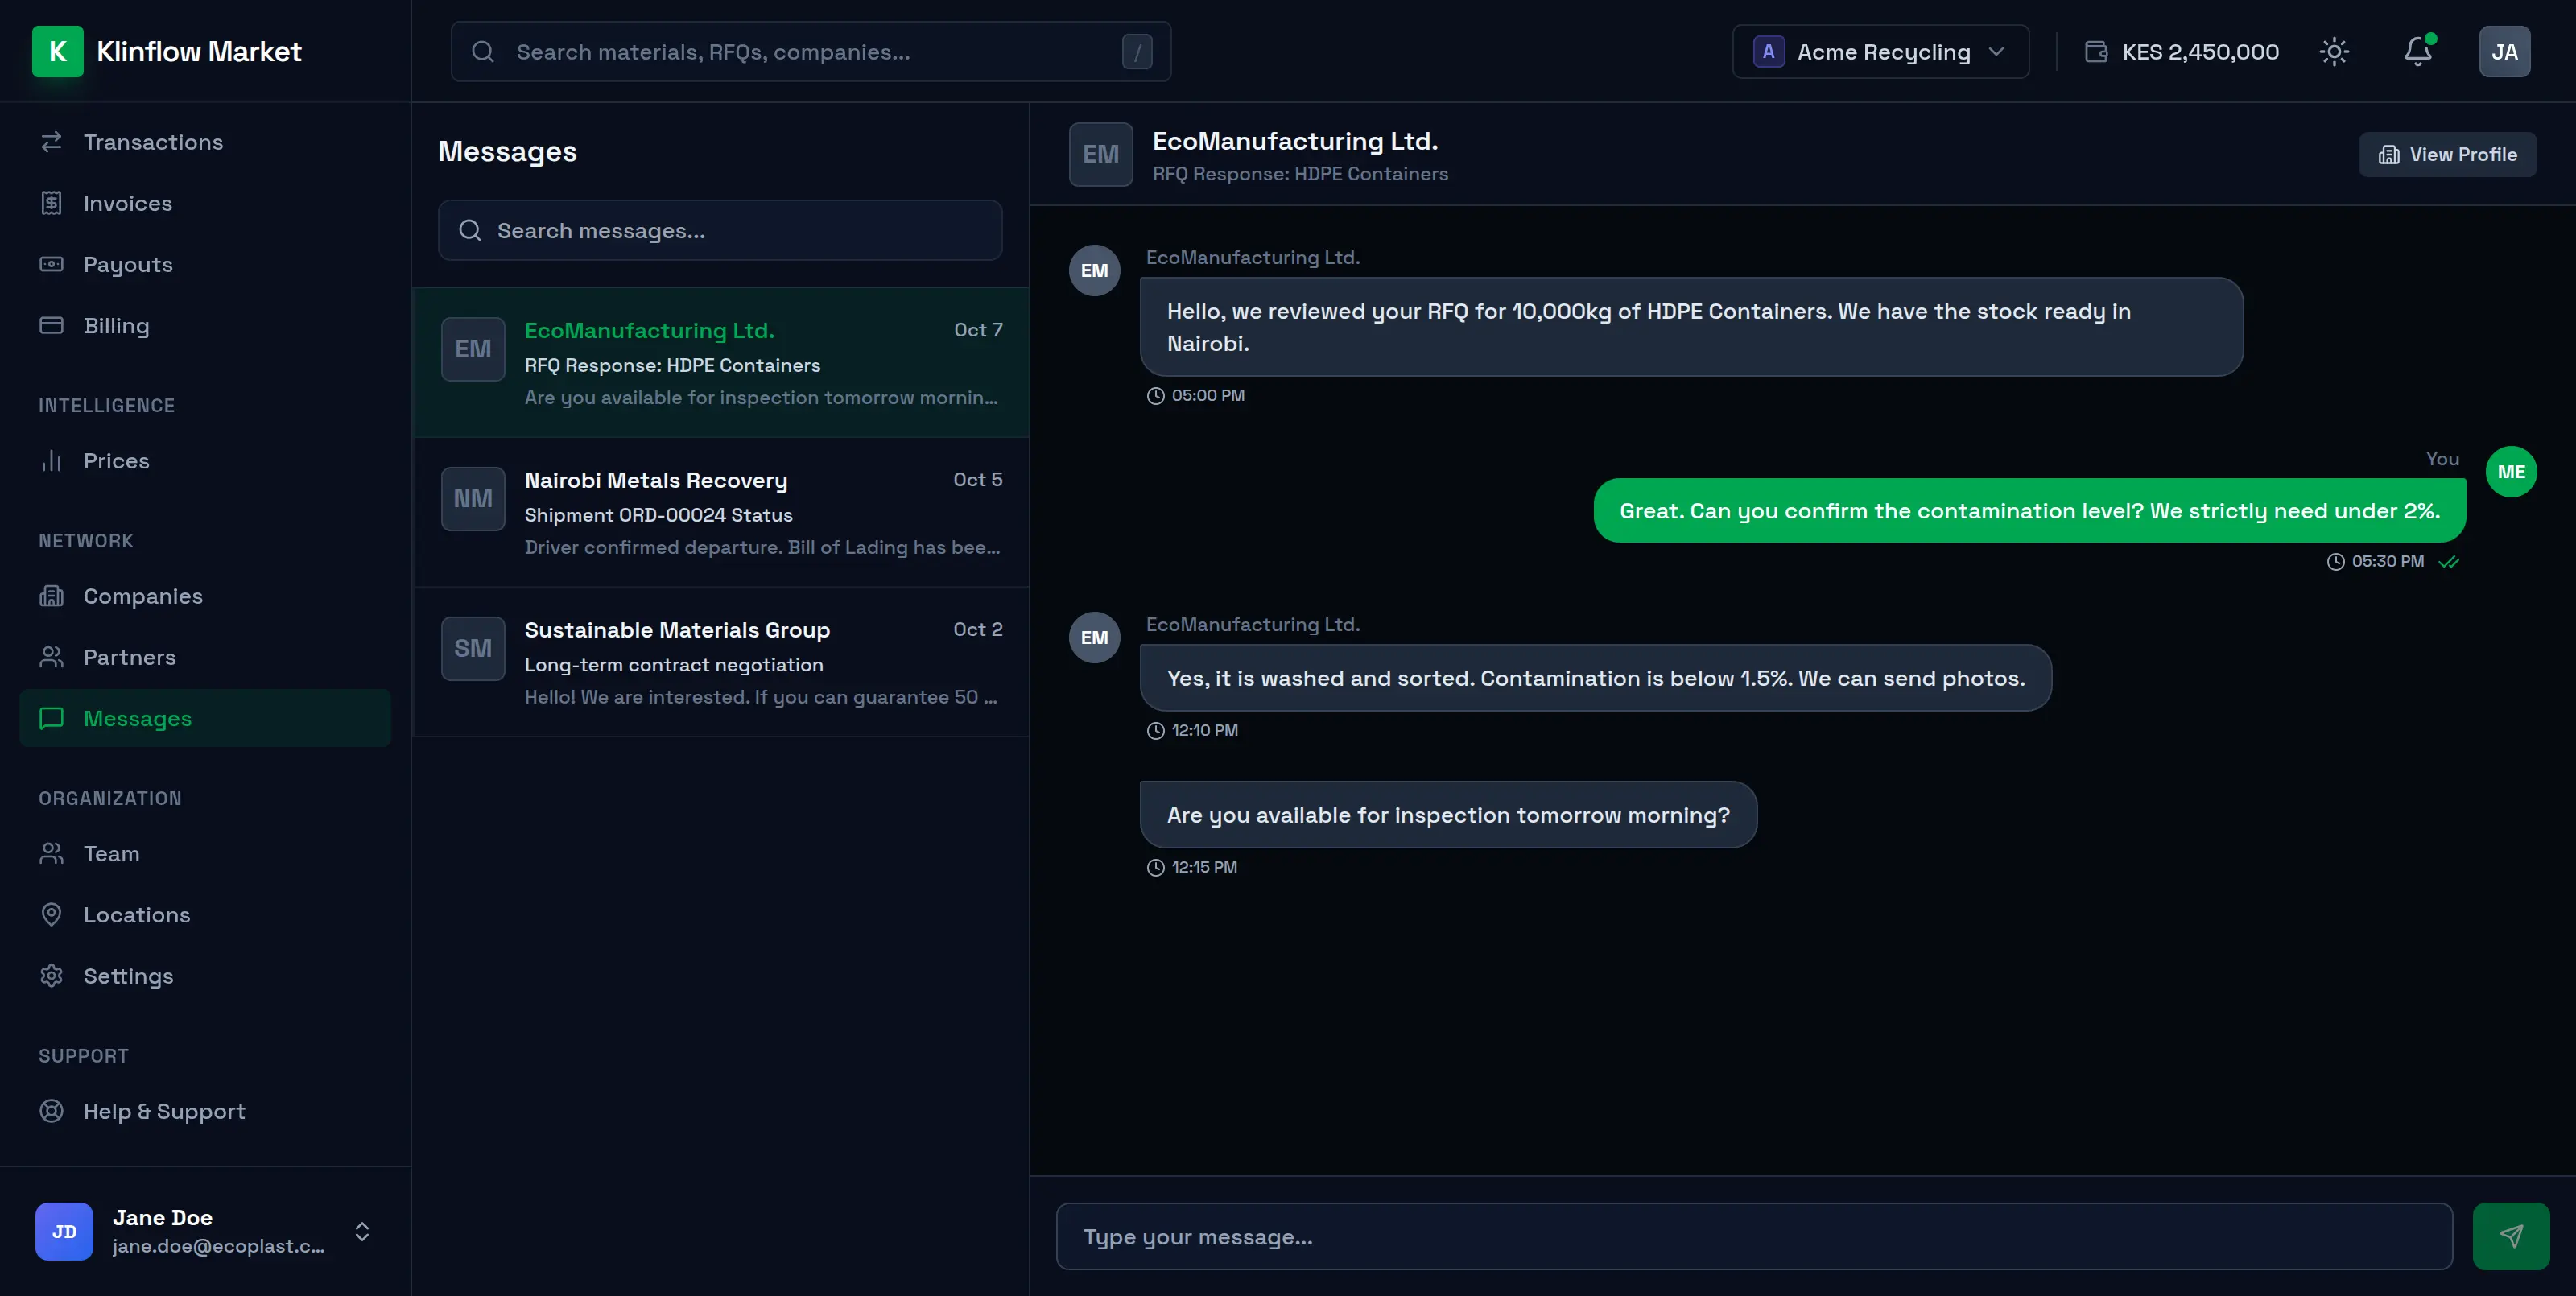 K
Klinflow Market
Search materials, RFQs, companies...
/
A
Acme Recycling
KES 2,450,000
JA
Transactions
Invoices
Payouts
Billing
INTELLIGENCE
Prices
NETWORK
Companies
Partners
Messages
ORGANIZATION
Team
Locations
Settings
SUPPORT
Help & Support
JD
Jane Doe
jane.doe@ecoplast.c...
Messages
Search messages...
EM
EcoManufacturing Ltd.
Oct 7
RFQ Response: HDPE Containers
Are you available for inspection tomorrow mornin...
NM
Nairobi Metals Recovery
Oct 5
Shipment ORD-00024 Status
Driver confirmed departure. Bill of Lading has bee...
SM
Sustainable Materials Group
Oct 2
Long-term contract negotiation
Hello! We are interested. If you can guarantee 50 ...
EM
EcoManufacturing Ltd.
RFQ Response: HDPE Containers
View Profile
EM
EcoManufacturing Ltd.
Hello, we reviewed your RFQ for 10,000kg of HDPE Containers. We have the stock ready in
Nairobi.
05:00 PM
You
ME
Great. Can you confirm the contamination level? We strictly need under 2%.
05:30 PM
EM
EcoManufacturing Ltd.
Yes, it is washed and sorted. Contamination is below 1.5%. We can send photos.
12:10 PM
Are you available for inspection tomorrow morning?
12:15 PM
Type your message...